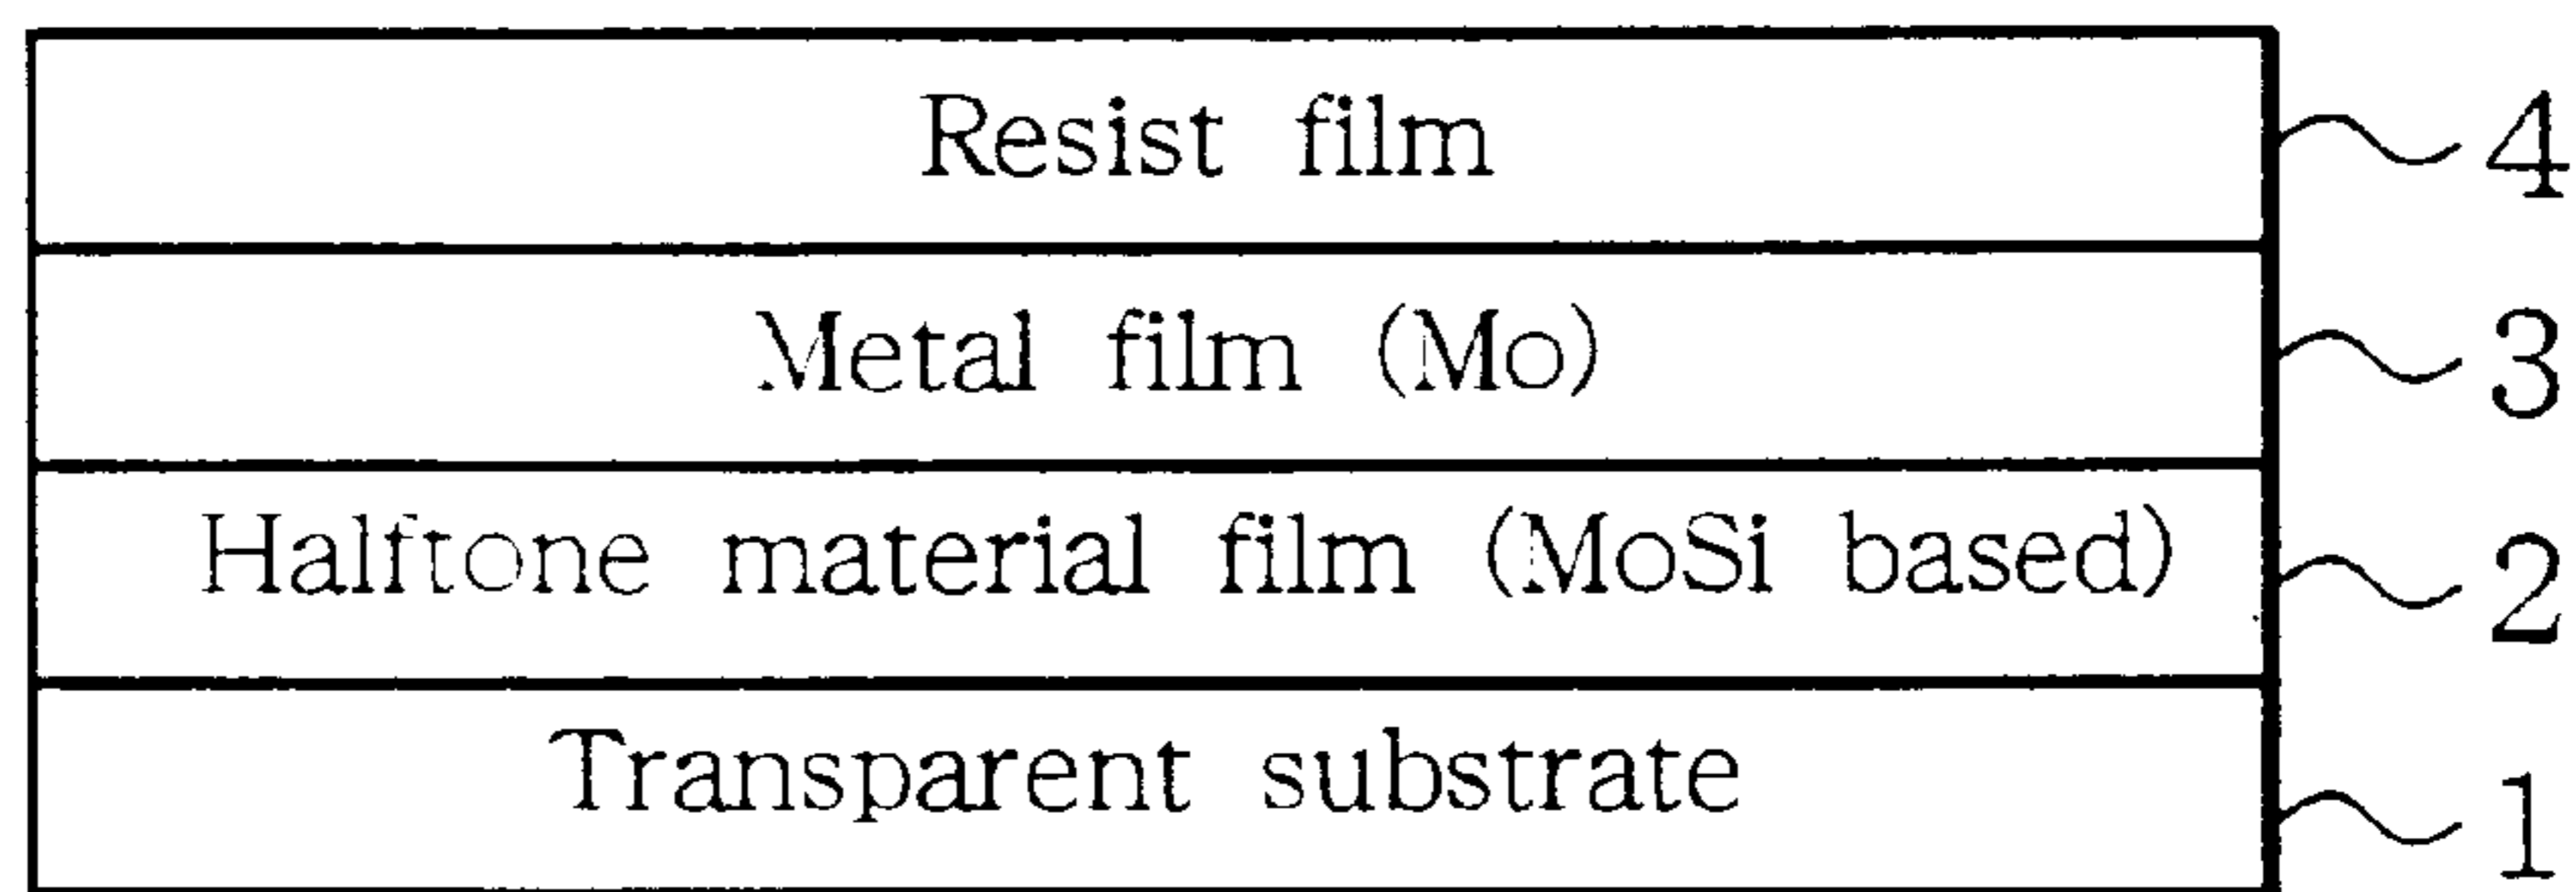 Resist film 4
Metal film (Mo) 3
Halftone material film (MoSi based) 2
Transparent substrate 1